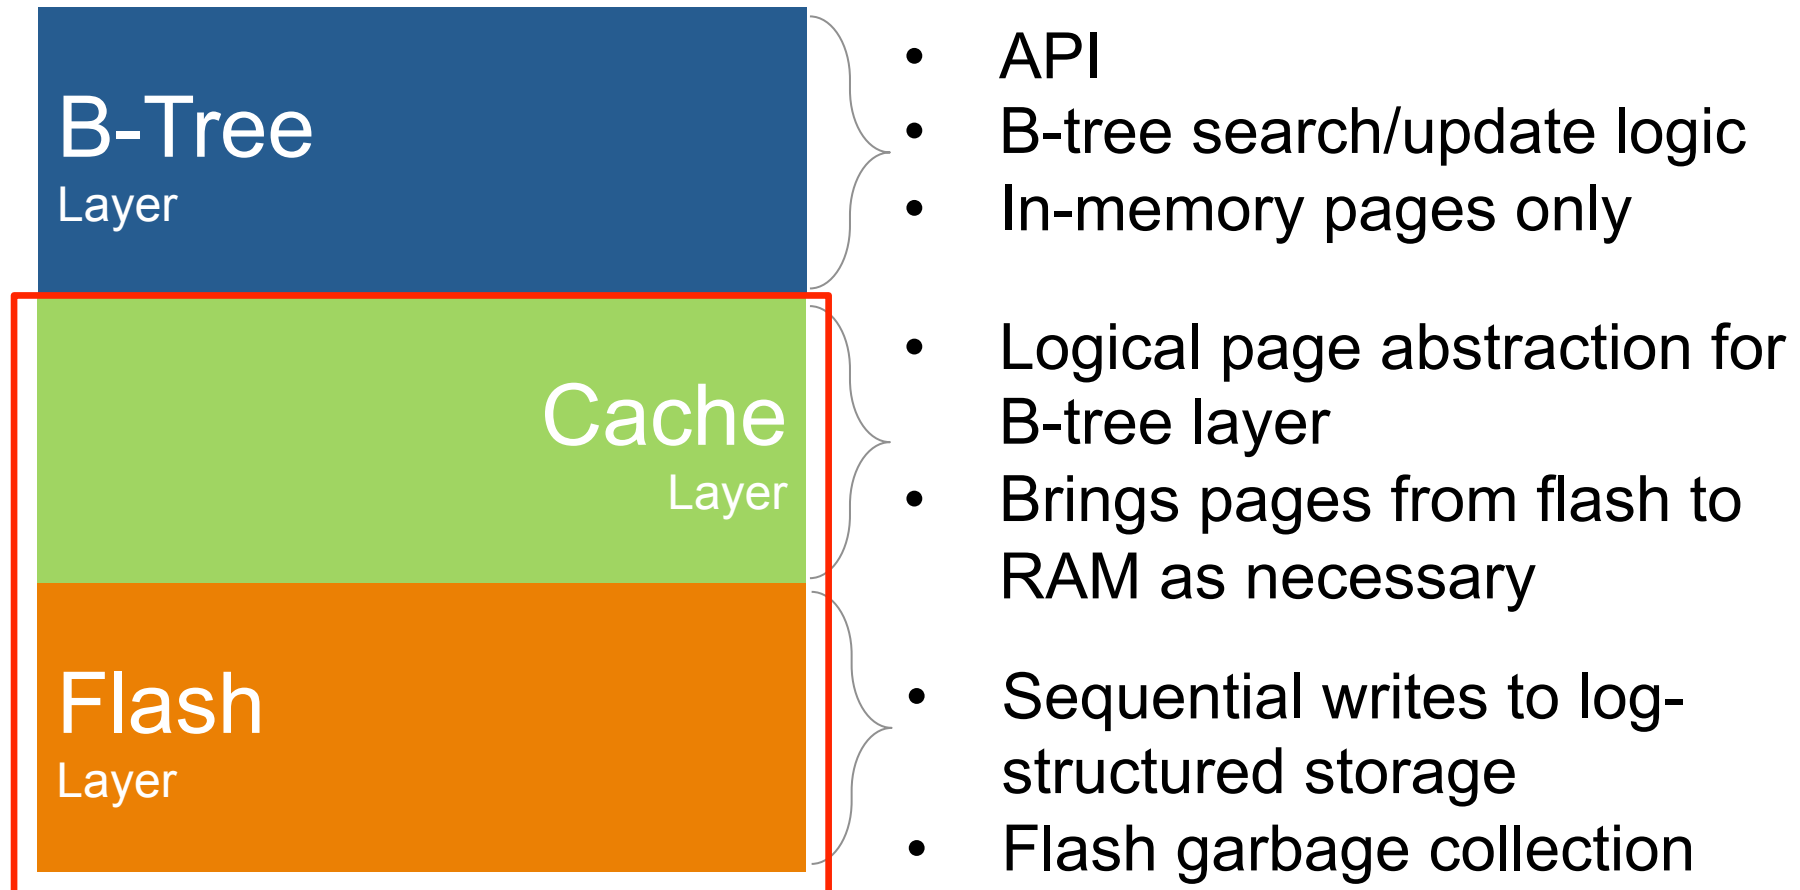 B-Tree
Layer
• API
• B-tree search/update logic
• In-memory pages only
Cache
Layer
• Logical page abstraction for
B-tree layer
• Brings pages from flash to
RAM as necessary
Flash
Layer
• Sequential writes to log-
structured storage
• Flash garbage collection